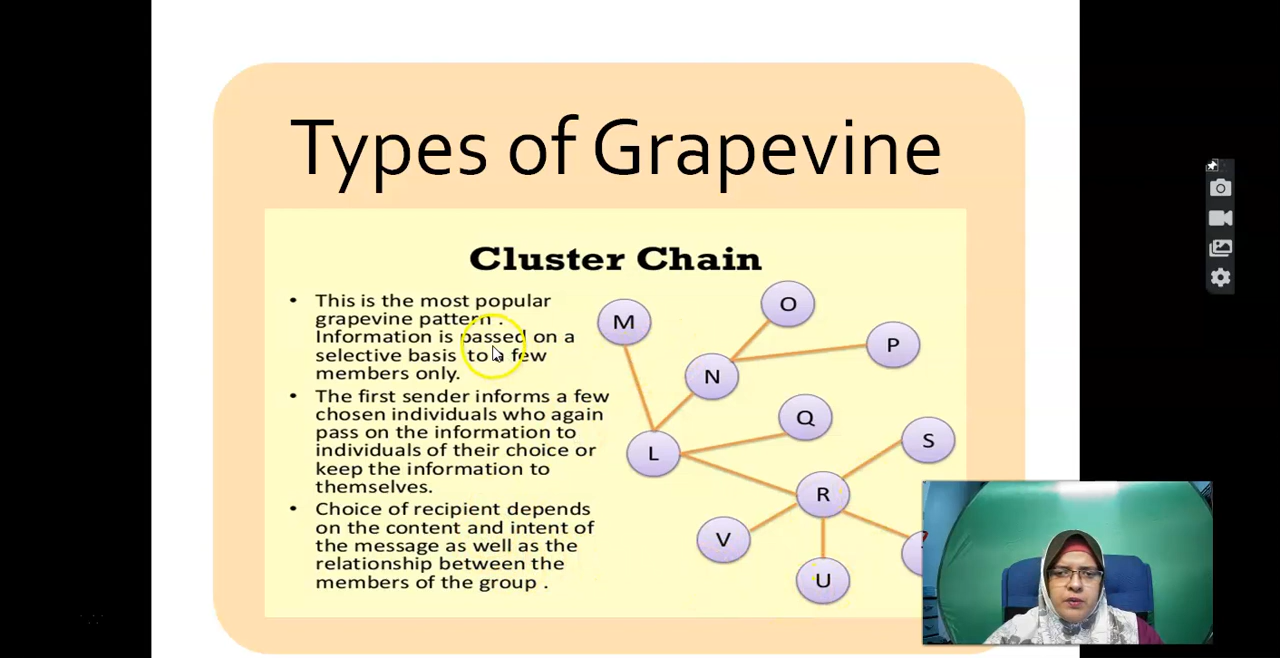 Types of Grapevine
Cluster Chain
• This is the most popular
grapevine pattern .
Information is passed on a
selective basis to a few
members only.
• The first sender informs a few
chosen individuals who again
pass on the information to
individuals of their choice or
keep the information to
themselves.
• Choice of recipient depends
on the content and intent of
the message as well as the
relationship between the
members of the group .
M
O
P
N
Q
L
S
R
V
U